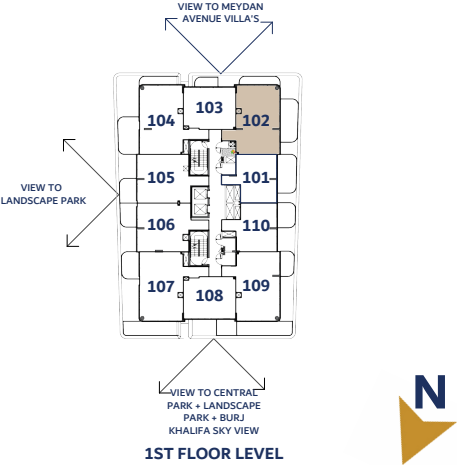 VIEW TO MEYDAN
AVENUE VILLA'S
103
104
102
105
101
VIEW TO
LANDSCAPE PARK
106
110
107
109
108
VIEW TO CENTRAL
PARK + LANDSCAPE
PARK + BURJ
KHALIFA SKY VIEW
1ST FLOOR LEVEL
N